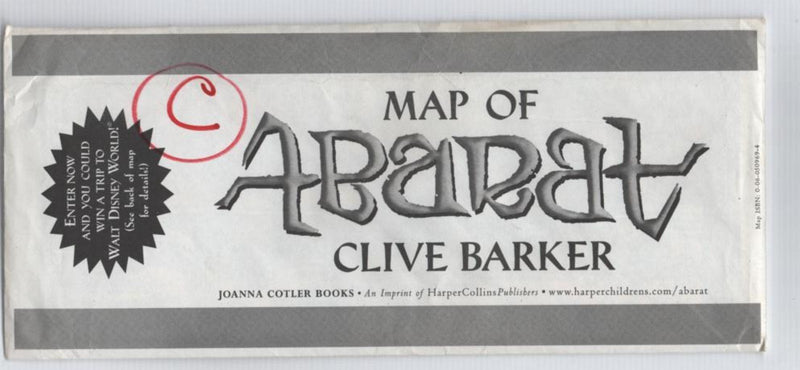 C
MAP OF
ABARAT
CLIVE BARKER
JOANNA COTLER BOOKS • An Imprint of HarperCollinsPublishers • www.harperchildrens.com/abarat
ENTER NOW
AND YOU COULD
WIN A TRIP TO
WALT DISNEY WORLD!®
(See back of map
for details!)
Map ISBN: 0-06-050969-4